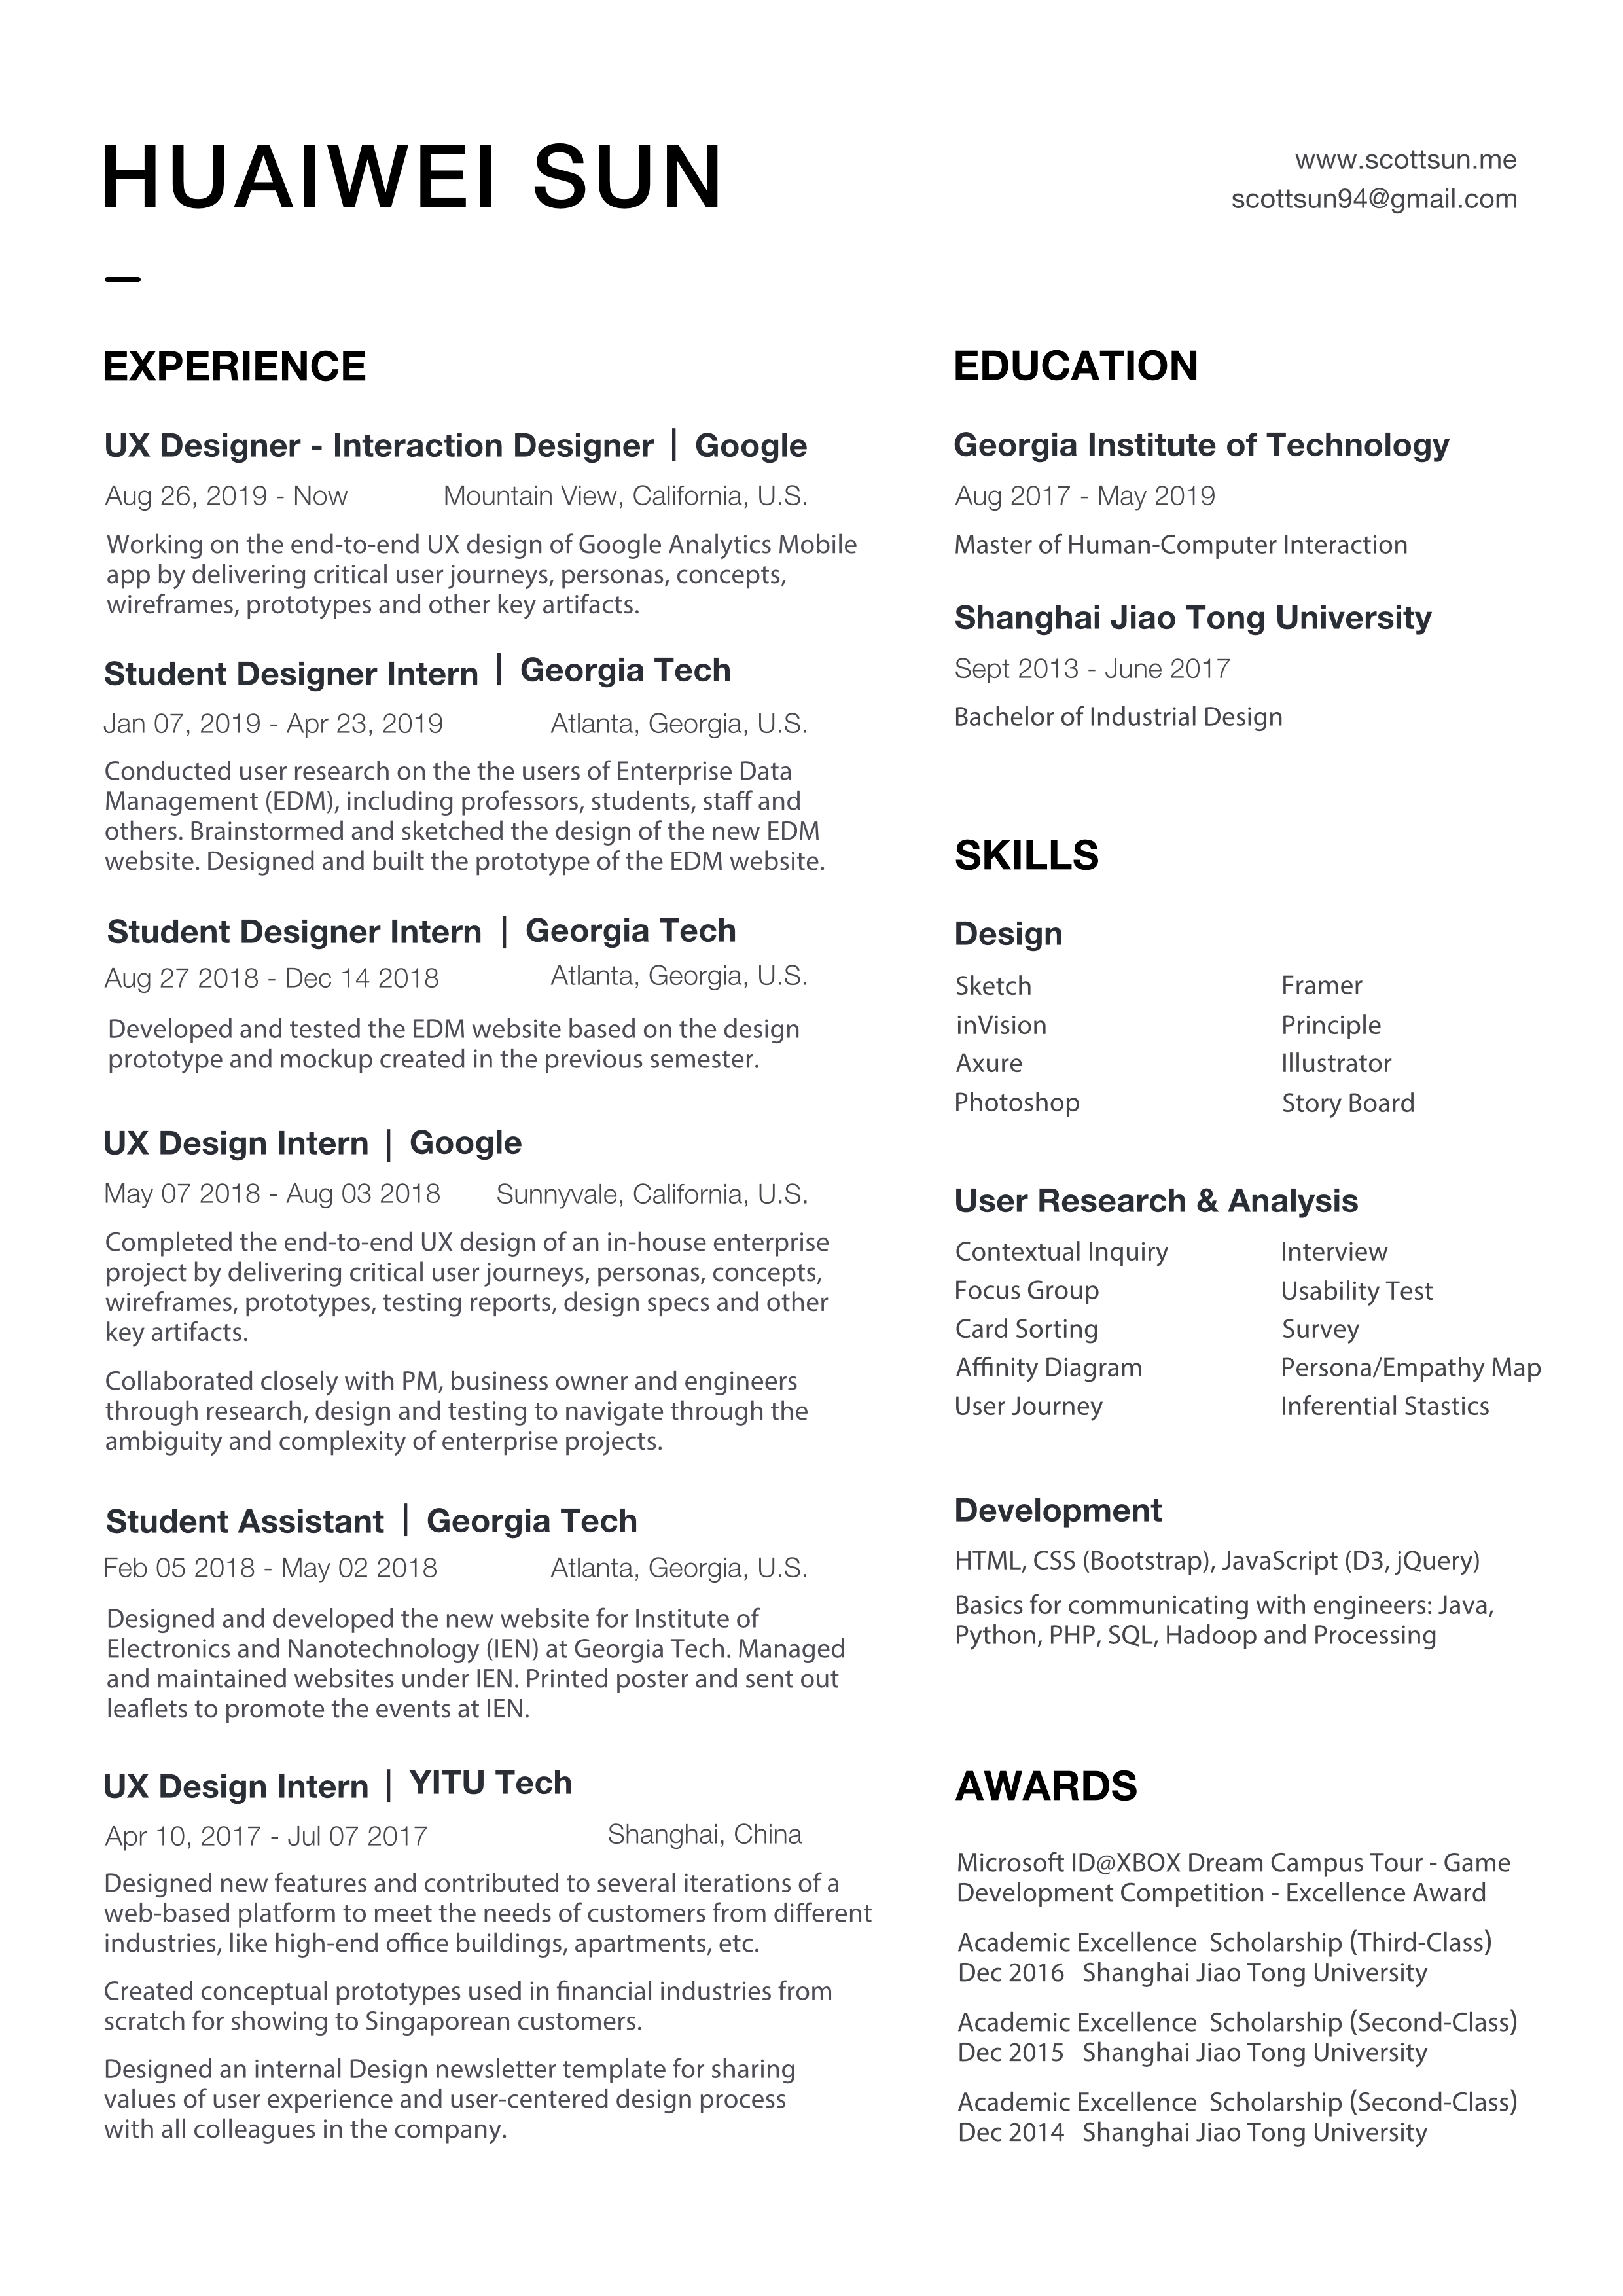 HUAIWEI SUN
www.scottsun.me
scottsun94@gmail.com
EXPERIENCE
UX Designer - Interaction Designer | Google
Aug 26, 2019 - Now Mountain View, California, U.S.
Working on the end-to-end UX design of Google Analytics Mobile
app by delivering critical user journeys, personas, concepts,
wireframes, prototypes and other key artifacts.
Student Designer Intern | Georgia Tech
Jan 07, 2019 - Apr 23, 2019 Atlanta, Georgia, U.S.
Conducted user research on the the users of Enterprise Data
Management (EDM), including professors, students, staff and
others. Brainstormed and sketched the design of the new EDM
website. Designed and built the prototype of the EDM website.
Student Designer Intern | Georgia Tech
Aug 27 2018 - Dec 14 2018 Atlanta, Georgia, U.S.
Developed and tested the EDM website based on the design
prototype and mockup created in the previous semester.
UX Design Intern | Google
May 07 2018 - Aug 03 2018 Sunnyvale, California, U.S.
Completed the end-to-end UX design of an in-house enterprise
project by delivering critical user journeys, personas, concepts,
wireframes, prototypes, testing reports, design specs and other
key artifacts.
Collaborated closely with PM, business owner and engineers
through research, design and testing to navigate through the
ambiguity and complexity of enterprise projects.
Student Assistant | Georgia Tech
Feb 05 2018 - May 02 2018 Atlanta, Georgia, U.S.
Designed and developed the new website for Institute of
Electronics and Nanotechnology (IEN) at Georgia Tech. Managed
and maintained websites under IEN. Printed poster and sent out
leaflets to promote the events at IEN.
UX Design Intern | YITU Tech
Apr 10, 2017 - Jul 07 2017 Shanghai, China
Designed new features and contributed to several iterations of a
web-based platform to meet the needs of customers from different
industries, like high-end office buildings, apartments, etc.
Created conceptual prototypes used in financial industries from
scratch for showing to Singaporean customers.
Designed an internal Design newsletter template for sharing
values of user experience and user-centered design process
with all colleagues in the company.
EDUCATION
Georgia Institute of Technology
Aug 2017 - May 2019
Master of Human-Computer Interaction
Shanghai Jiao Tong University
Sept 2013 - June 2017
Bachelor of Industrial Design
SKILLS
Design
Sketch Framer
inVision Principle
Axure Illustrator
Photoshop Story Board
User Research & Analysis
Contextual Inquiry Interview
Focus Group Usability Test
Card Sorting Survey
Affinity Diagram Persona/Empathy Map
User Journey Inferential Stastics
Development
HTML, CSS (Bootstrap), JavaScript (D3, jQuery)
Basics for communicating with engineers: Java,
Python, PHP, SQL, Hadoop and Processing
AWARDS
Microsoft ID@XBOX Dream Campus Tour - Game
Development Competition - Excellence Award
Academic Excellence Scholarship (Third-Class)
Dec 2016 Shanghai Jiao Tong University
Academic Excellence Scholarship (Second-Class)
Dec 2015 Shanghai Jiao Tong University
Academic Excellence Scholarship (Second-Class)
Dec 2014 Shanghai Jiao Tong University